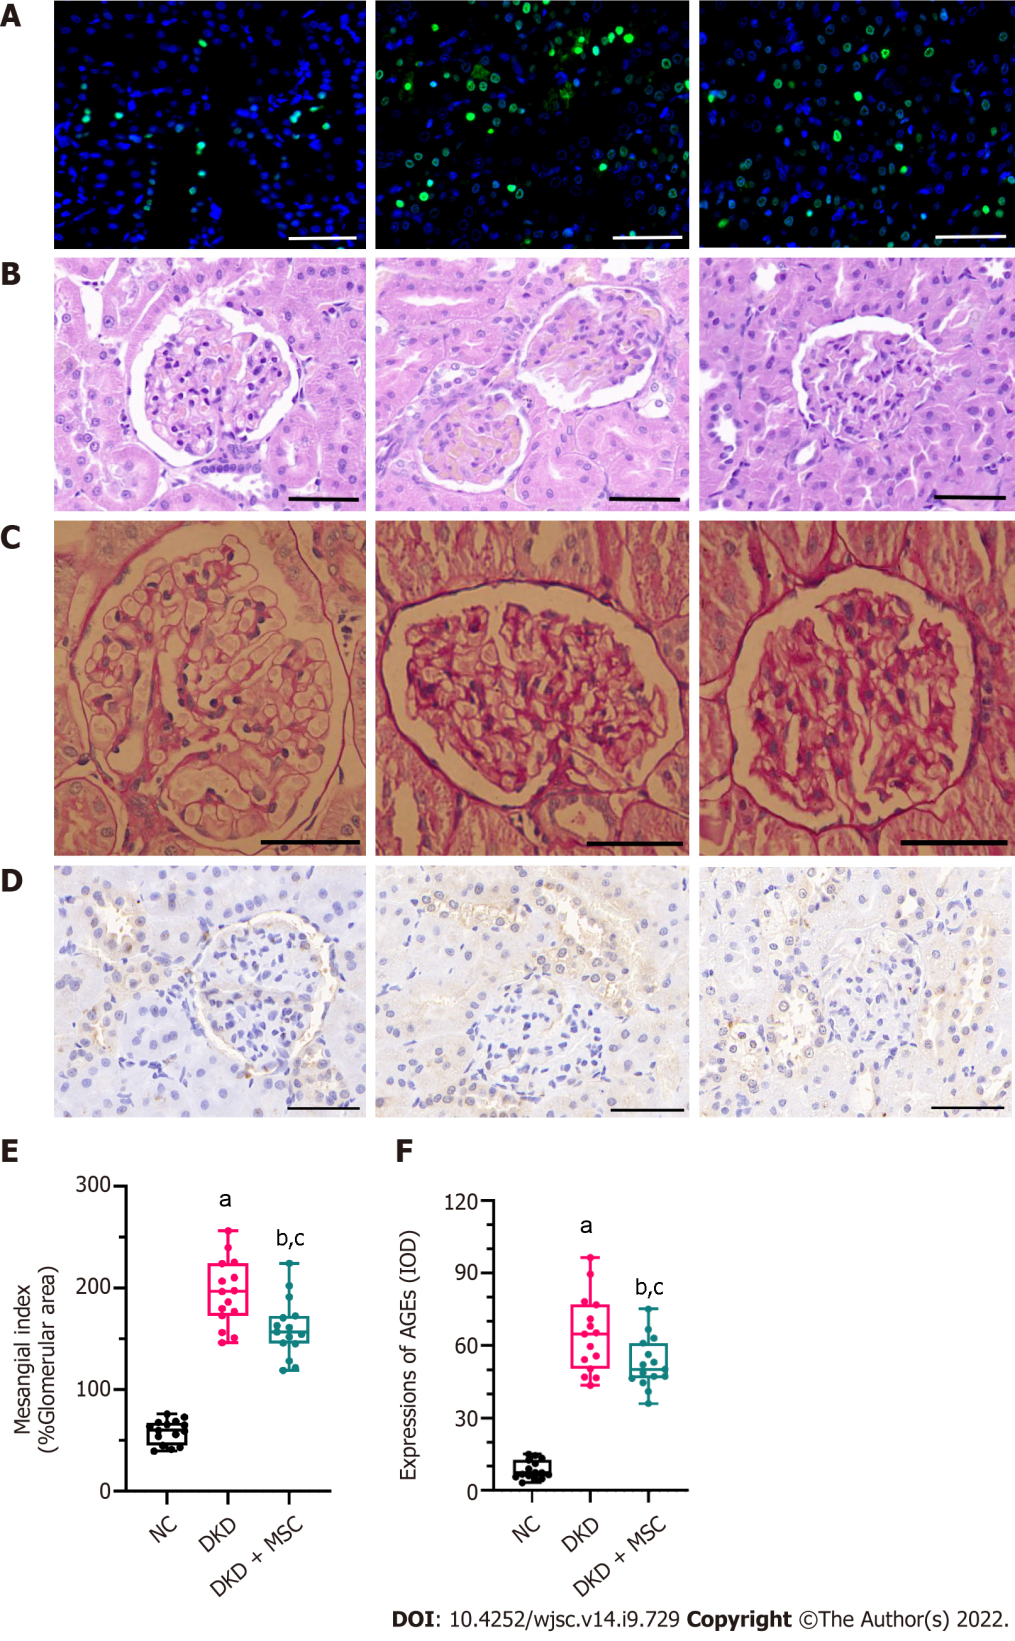 A
B
C
D
E
F
300
200
100
0
Mesangial index
(%Glomerular area)
a
b,c
NC
DKD
DKD + MSC
120
90
60
30
0
Expressions of AGEs (IOD)
a
b,c
NC
DKD
DKD + MSC
DOI: 10.4252/wjsc.v14.i9.729 Copyright ©The Author(s) 2022.